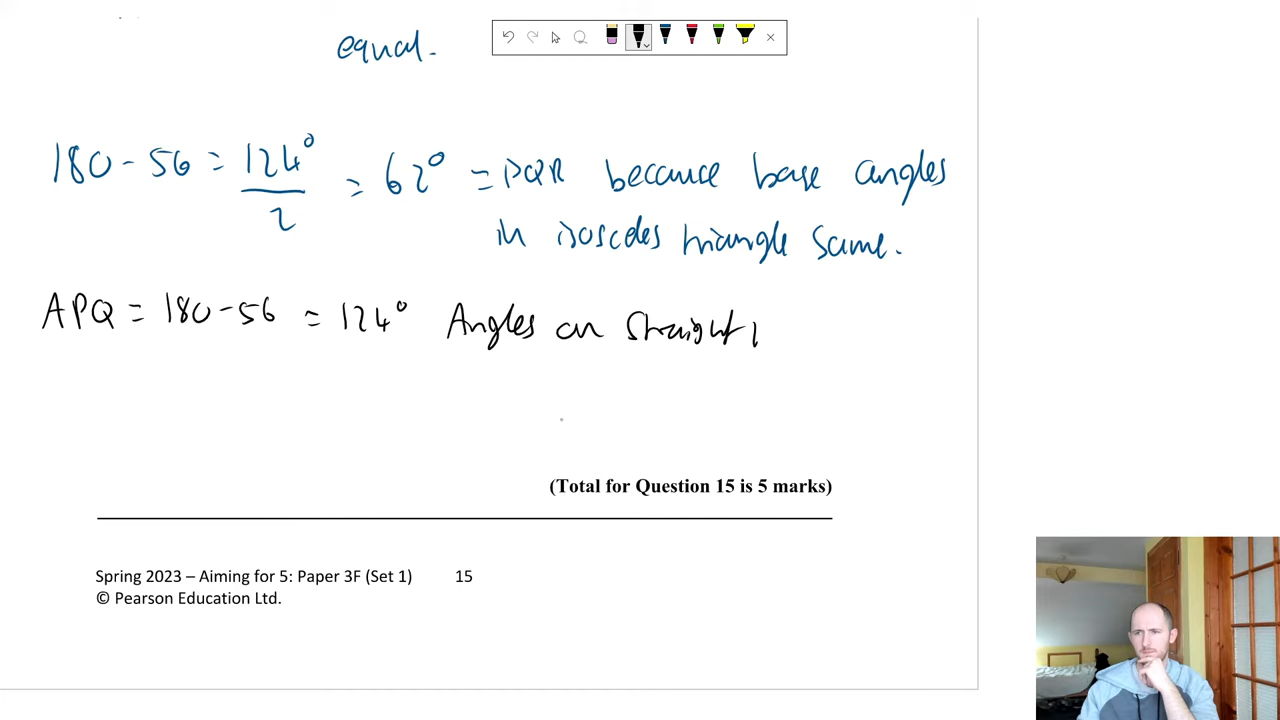 equal.
180 - 56 = 124° / 2 = 62° = PQR because base angles
in isosceles triangle same.
APQ = 180 - 56 = 124° Angles on straight l
(Total for Question 15 is 5 marks)
Spring 2023 – Aiming for 5: Paper 3F (Set 1) 15
© Pearson Education Ltd.